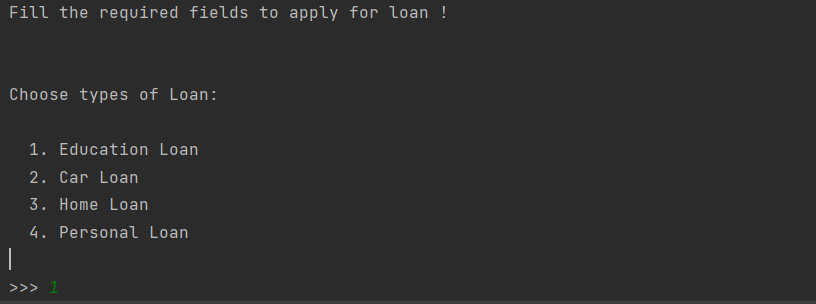 Fill the required fields to apply for loan !
Choose types of Loan:
1. Education Loan
2. Car Loan
3. Home Loan
4. Personal Loan
>>> 1